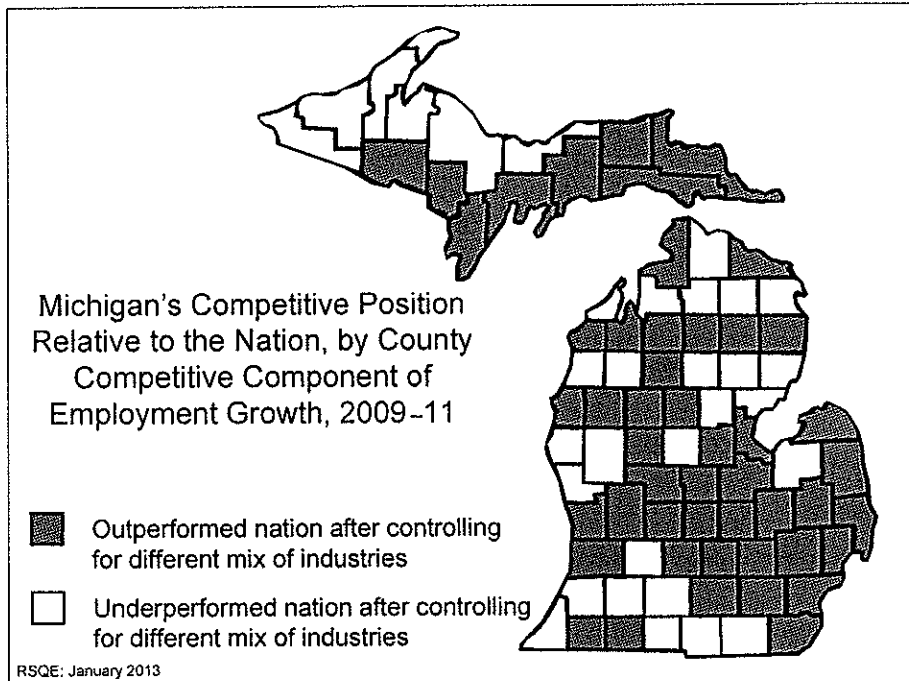 Michigan's Competitive Position
Relative to the Nation, by County
Competitive Component of
Employment Growth, 2009–11
Outperformed nation after controlling
for different mix of industries
Underperformed nation after controlling
for different mix of industries
RSQE: January 2013